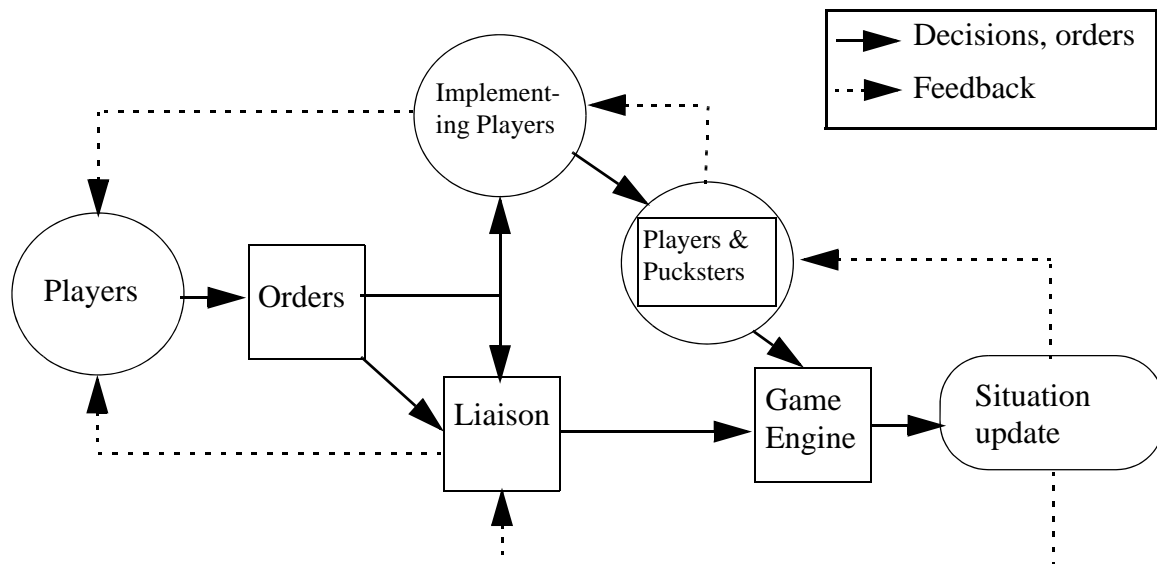 Decisions, orders
Feedback
Implement-
ing Players
Players &
Pucksters
Players
Orders
Liaison
Game
Engine
Situation
update